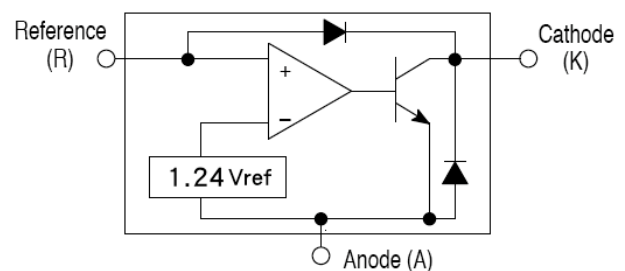 Reference
(R)
Cathode
(K)
+
−
1.24 Vref
Anode (A)